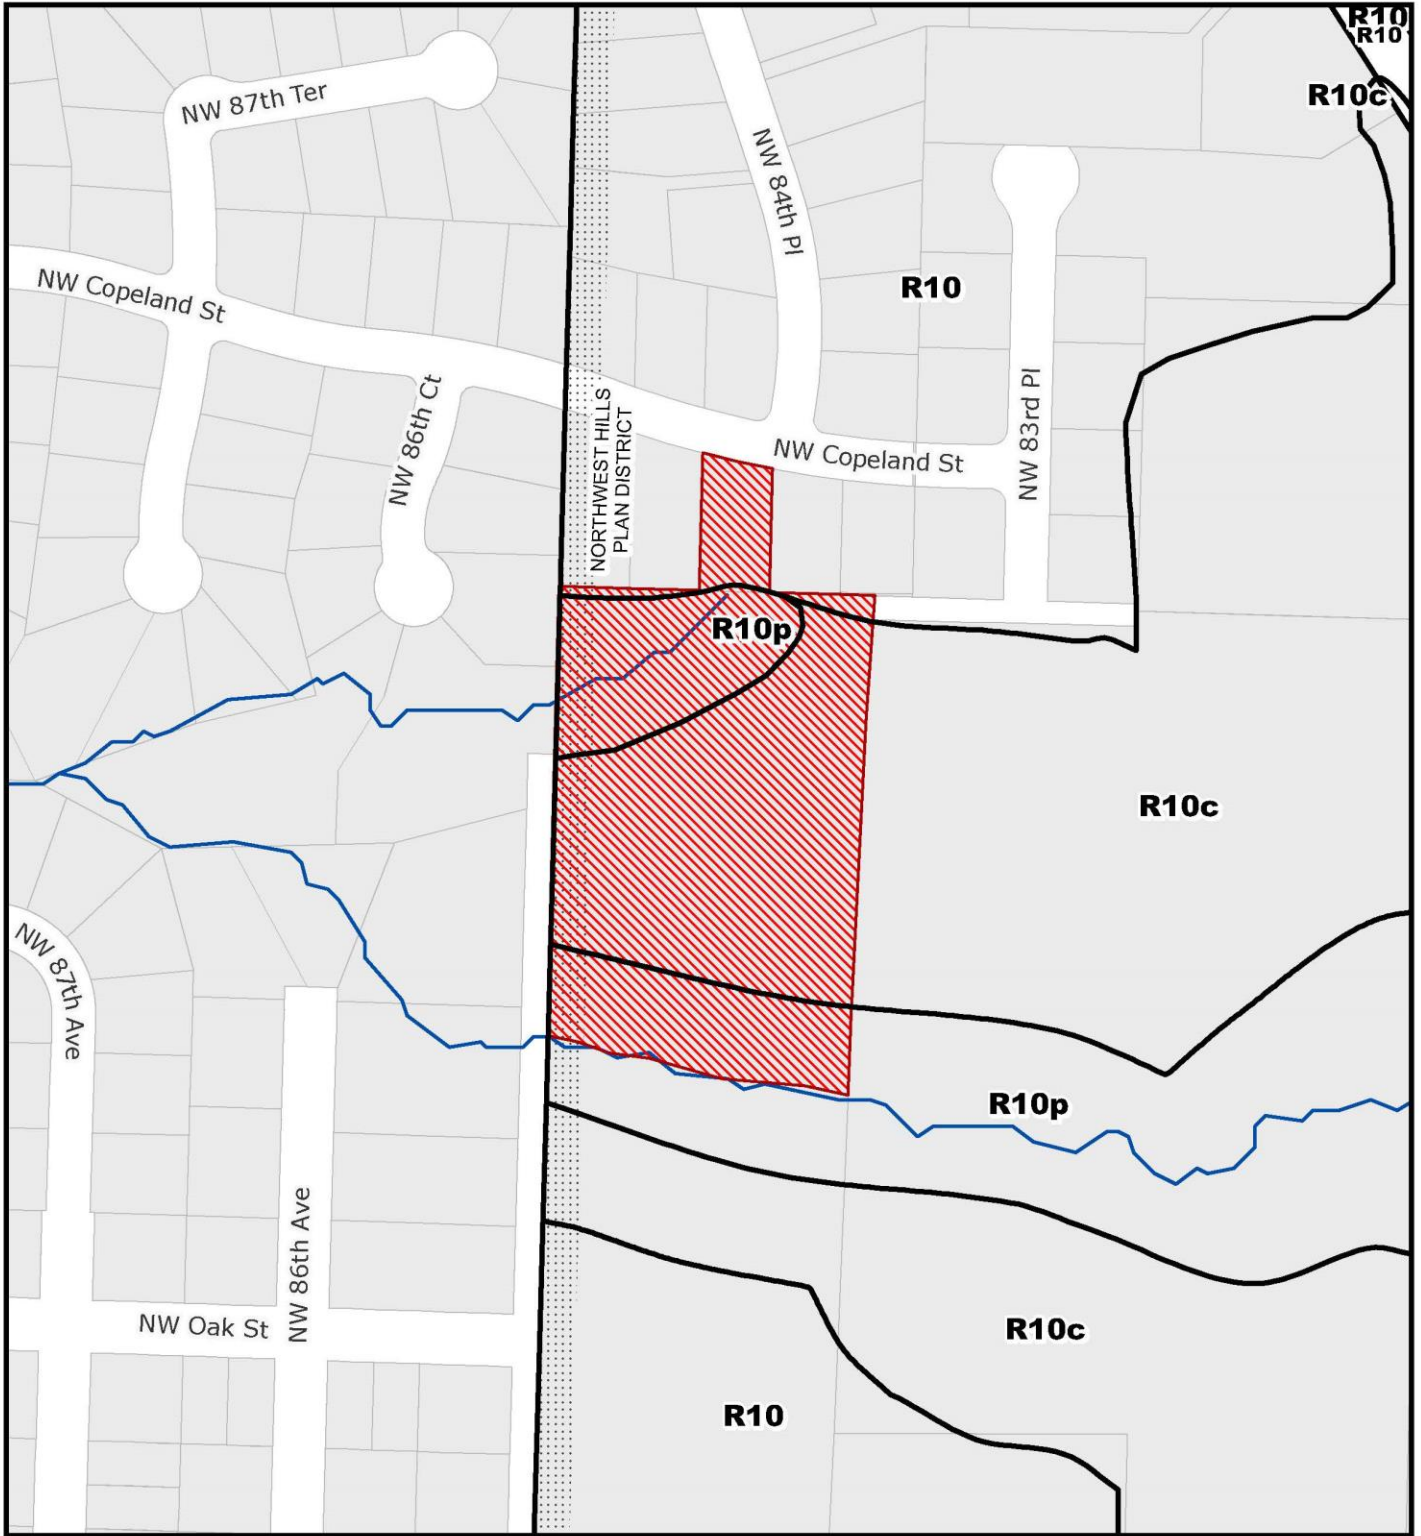 R10
R10
R10c
NW 87th Ter
NW 84th Pl
NW Copeland St
R10
NW 86th Ct
NW 83rd Pl
NORTHWEST HILLS
PLAN DISTRICT
NW Copeland St
R10p
R10c
NW 87th Ave
R10p
NW 86th Ave
NW Oak St
R10c
R10